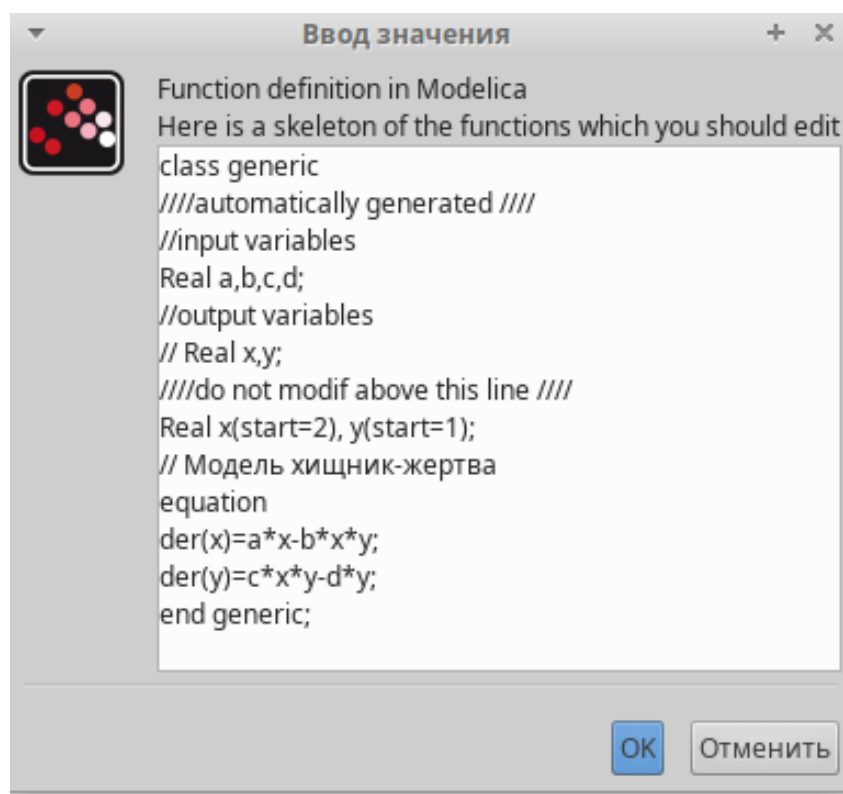 Ввод значения
Function definition in Modelica
Here is a skeleton of the functions which you should edit
class generic
////automatically generated ////
//input variables
Real a,b,c,d;
//output variables
// Real x,y;
////do not modif above this line ////
Real x(start=2), y(start=1);
// Модель хищник-жертва
equation
der(x)=a*x-b*x*y;
der(y)=c*x*y-d*y;
end generic;
OK
Отменить